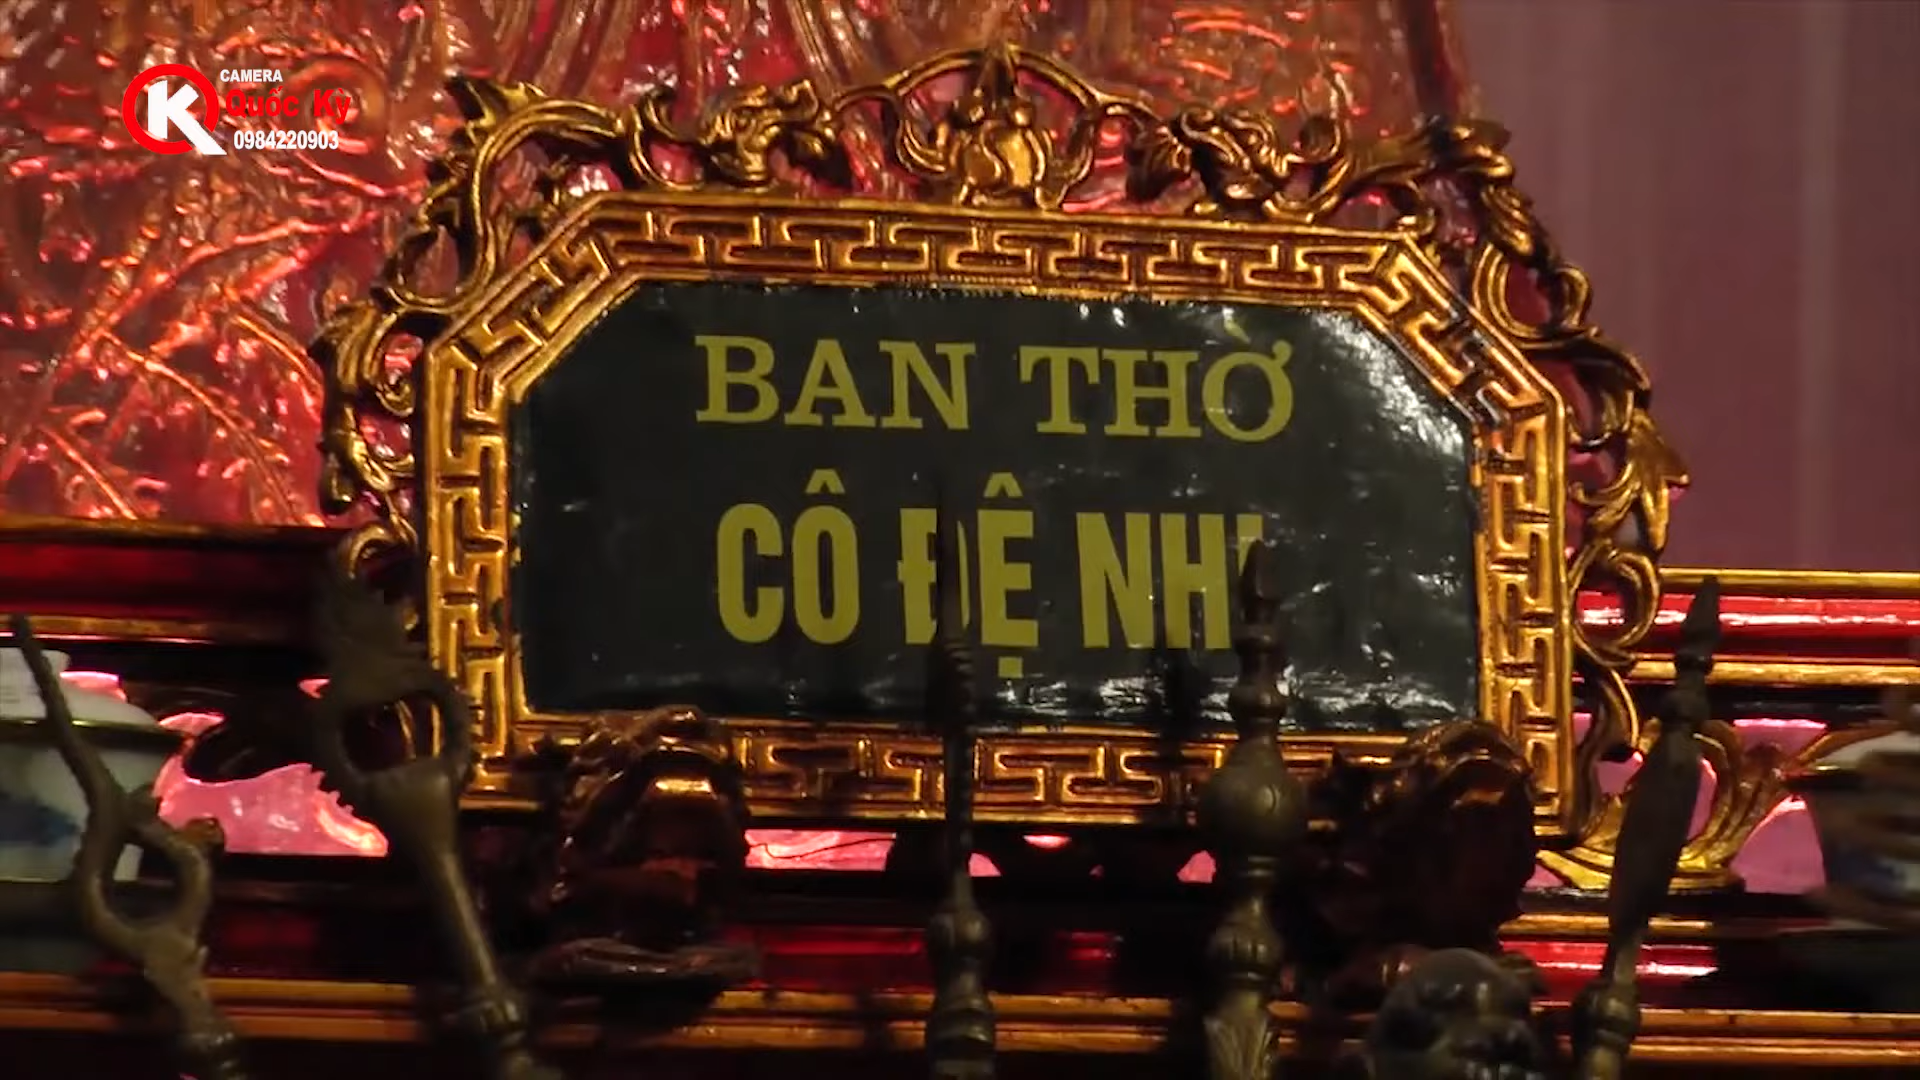 CAMERA
Quốc Kỳ
0984220903
BAN THỜ
CÔ ĐỆ NHỊ